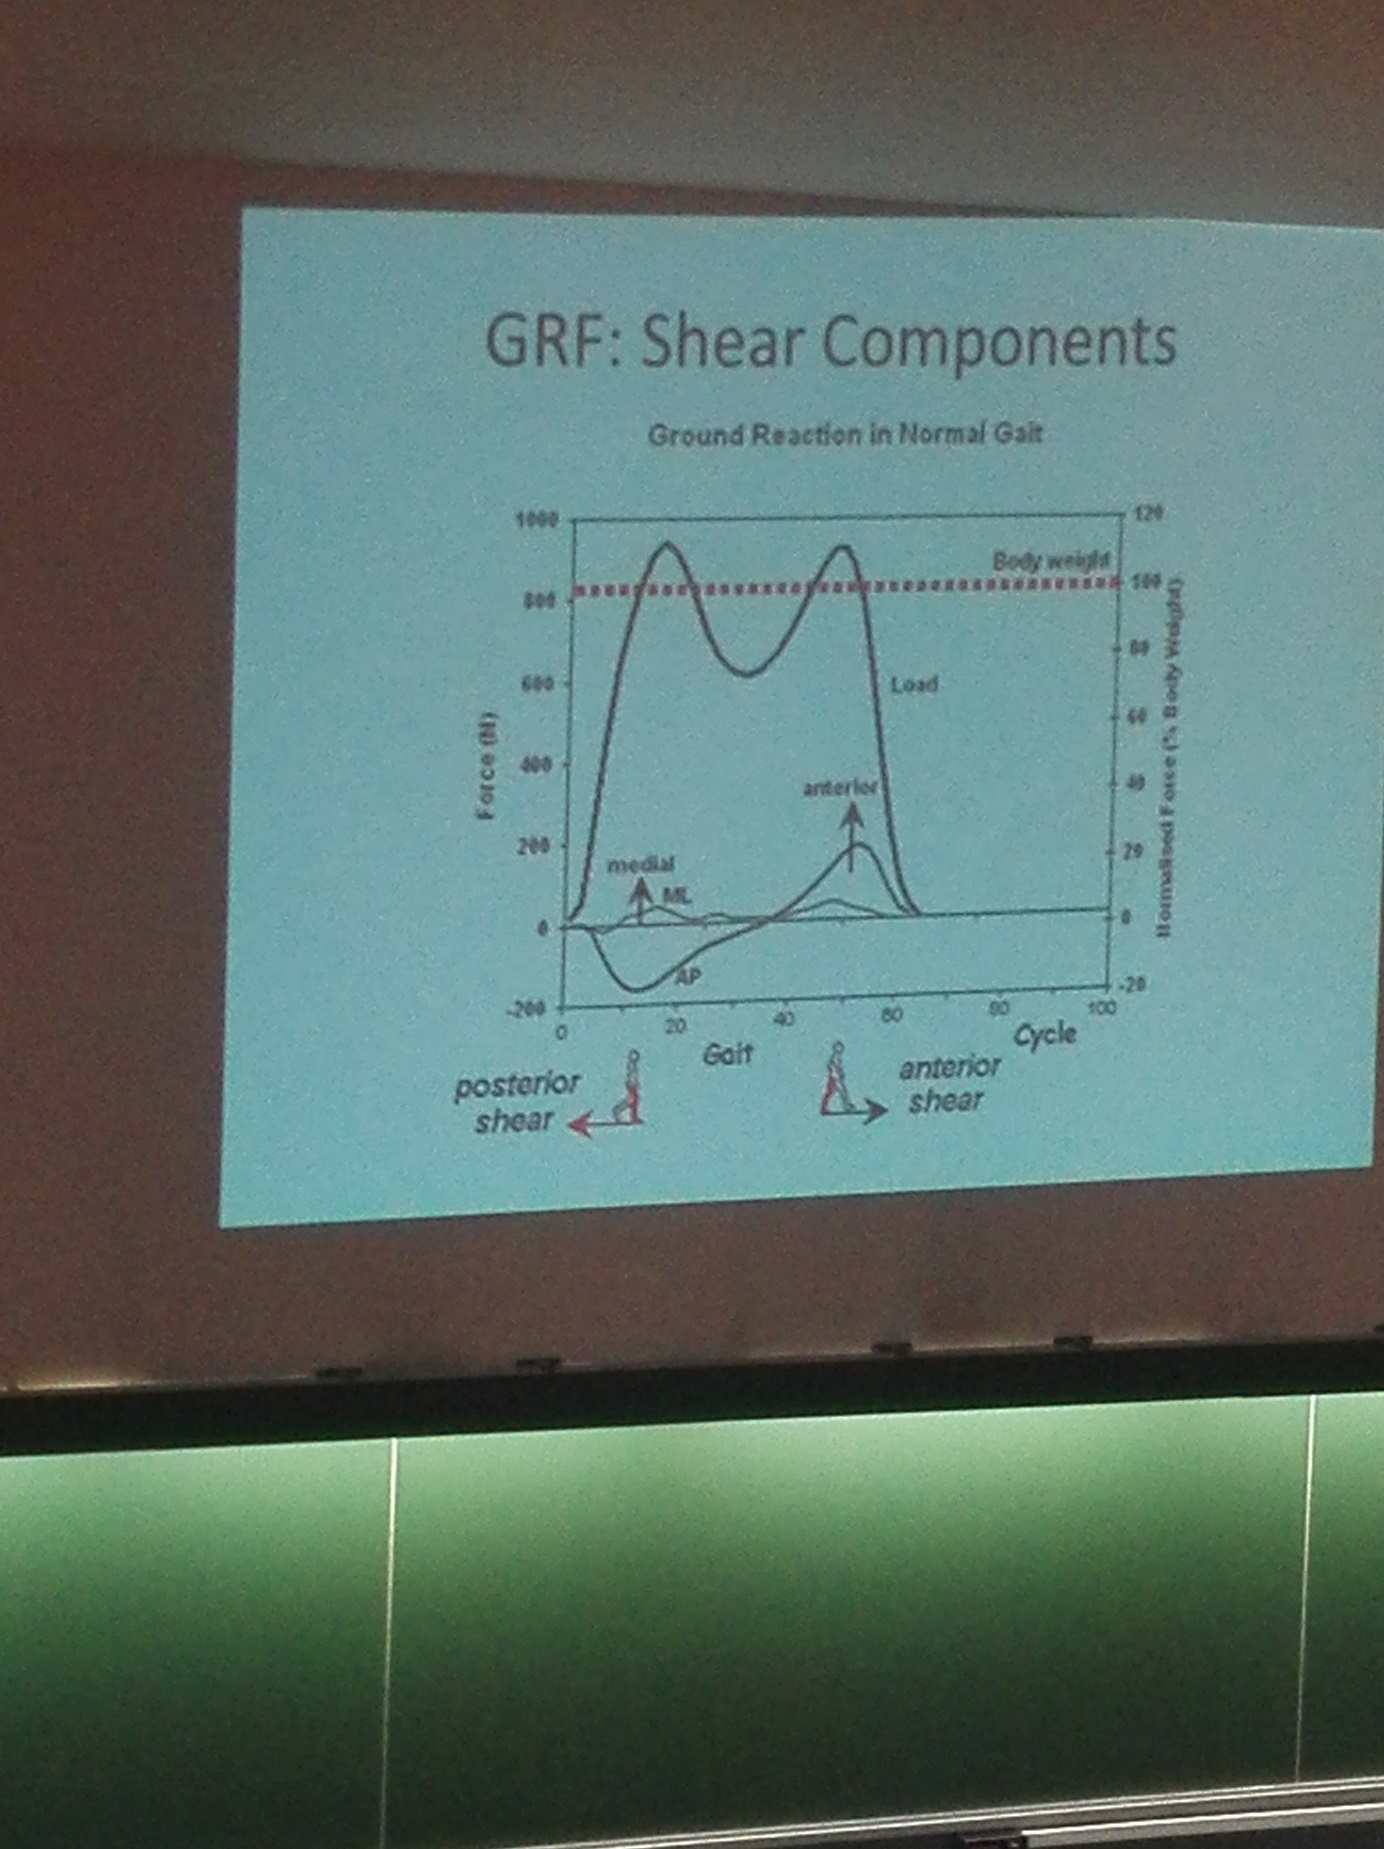 GRF: Shear Components
Ground Reaction in Normal Gait
1000
800
600
400
200
0
-200
Force (N)
120
100
80
60
40
20
0
-20
Normalised Force (% Body Weight)
Body weight
Load
anterior
medial
ML
AP
0 20 40 60 80 100
Gait Cycle
posterior
shear
anterior
shear